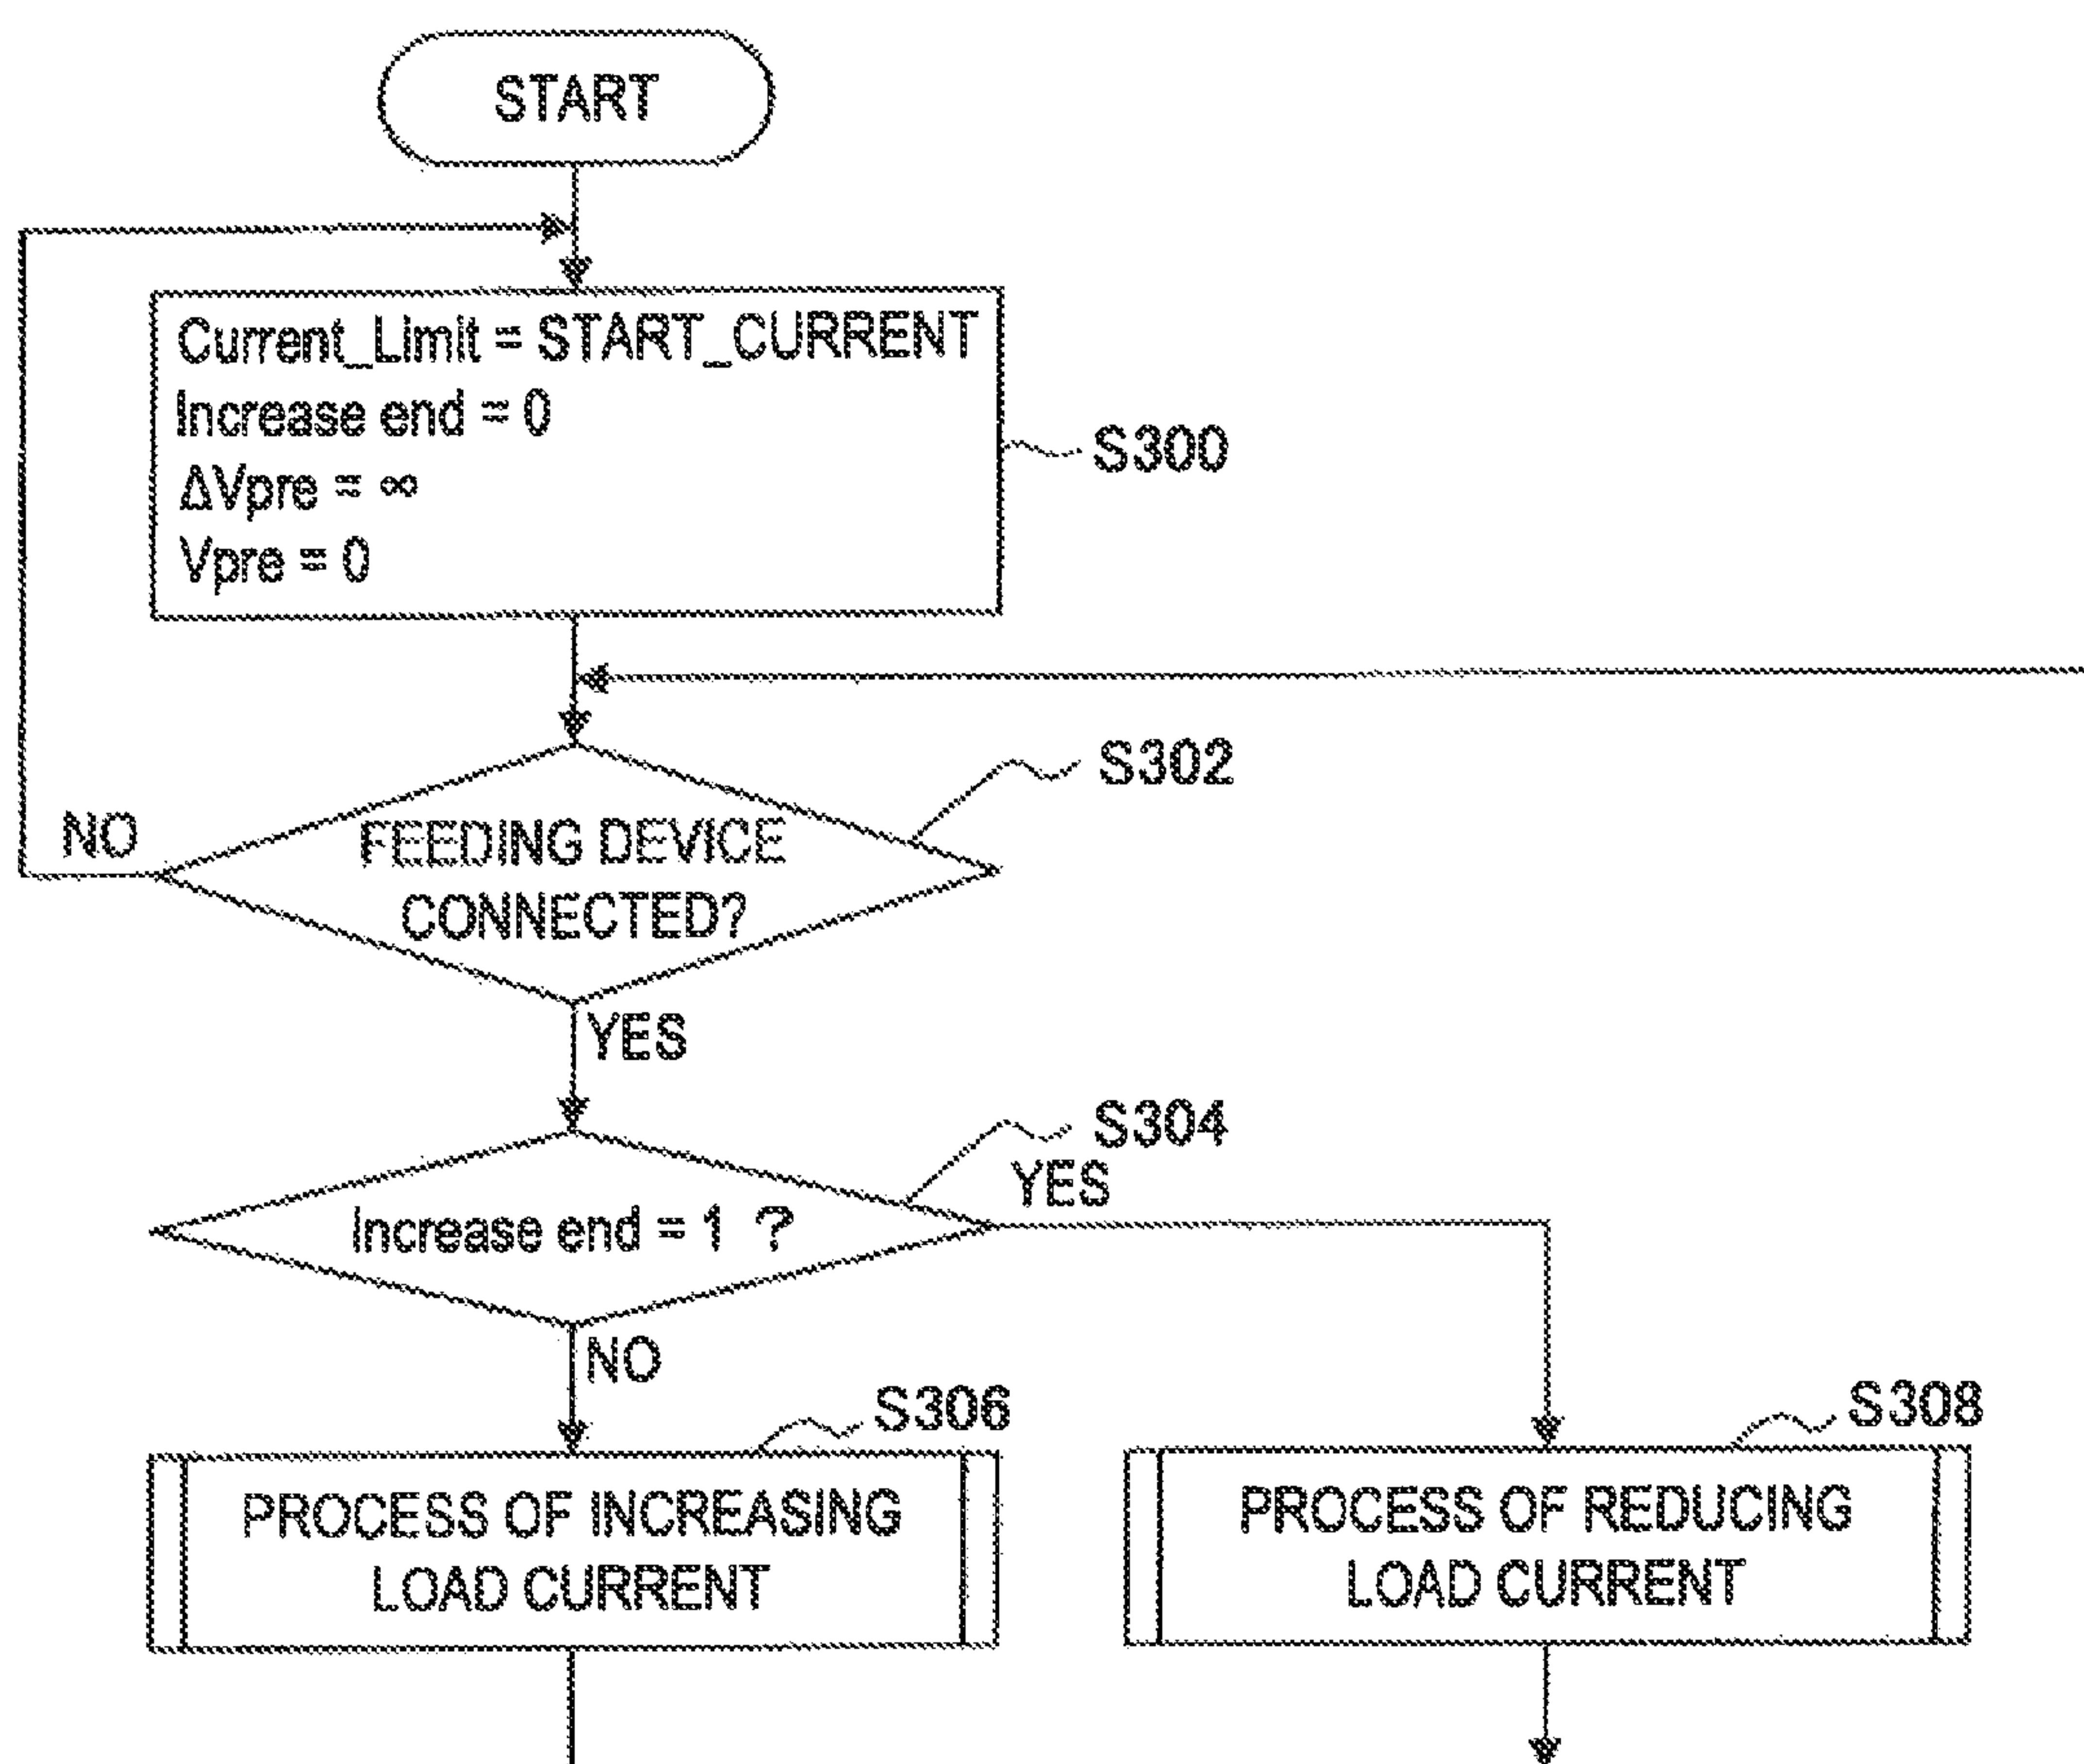 START
Current_Limit = START_CURRENT
Increase end = 0
ΔVpre = ∞
Vpre = 0
S300
S302
NO
FEEDING DEVICE
CONNECTED?
YES
S304
YES
Increase end = 1 ?
NO
S306
S308
PROCESS OF INCREASING
LOAD CURRENT
PROCESS OF REDUCING
LOAD CURRENT